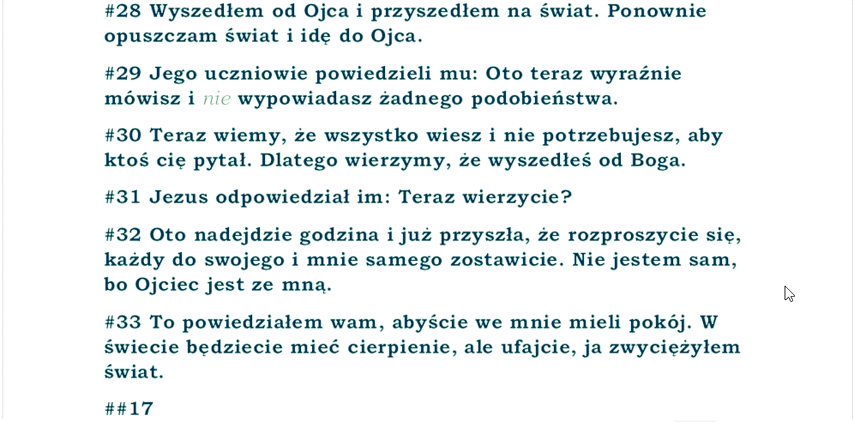 #28 Wyszedłem od Ojca i przyszedłem na świat. Ponownie
opuszczam świat i idę do Ojca.
#29 Jego uczniowie powiedzieli mu: Oto teraz wyraźnie
mówisz i nie wypowiadasz żadnego podobieństwa.
#30 Teraz wiemy, że wszystko wiesz i nie potrzebujesz, aby
ktoś cię pytał. Dlatego wierzymy, że wyszedłeś od Boga.
#31 Jezus odpowiedział im: Teraz wierzycie?
#32 Oto nadejdzie godzina i już przyszła, że rozproszycie się,
każdy do swojego i mnie samego zostawicie. Nie jestem sam,
bo Ojciec jest ze mną.
#33 To powiedziałem wam, abyście we mnie mieli pokój. W
świecie będziecie mieć cierpienie, ale ufajcie, ja zwyciężyłem
świat.
##17